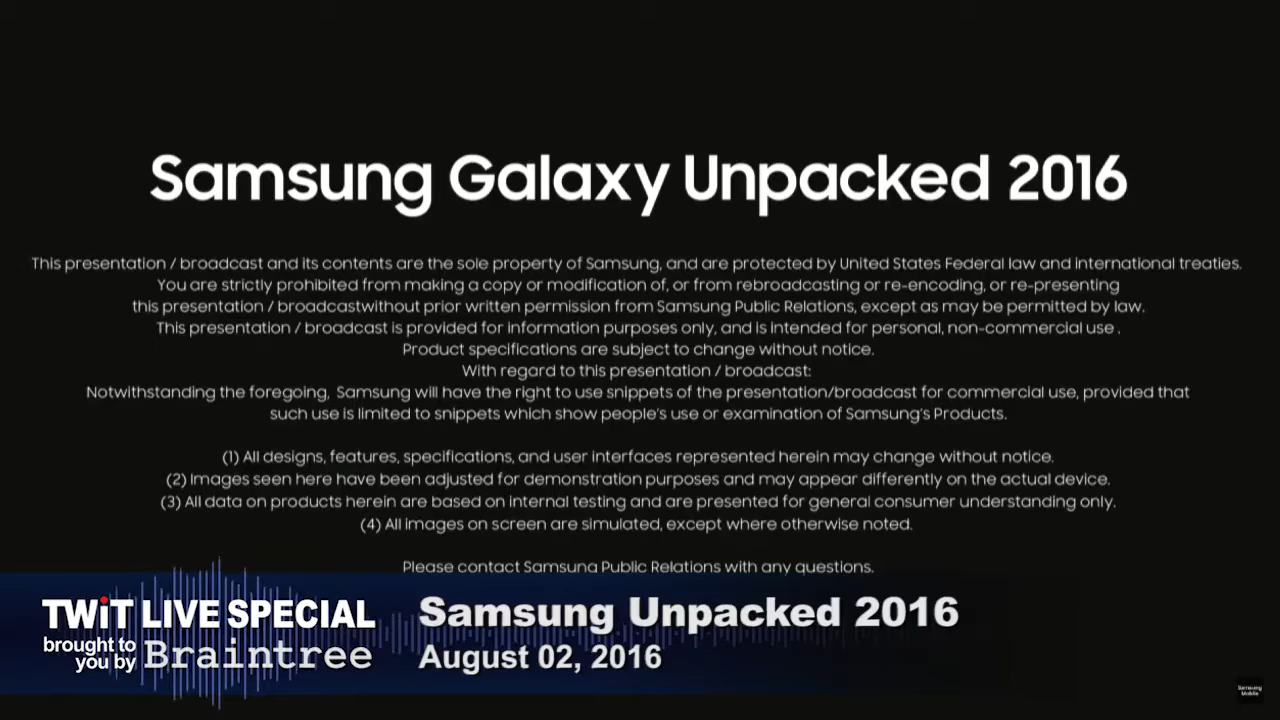 Samsung Galaxy Unpacked 2016
This presentation / broadcast and its contents are the sole property of Samsung, and are protected by United States Federal law and international treaties.
You are strictly prohibited from making a copy or modification of, or from rebroadcasting or re-encoding, or re-presenting
this presentation / broadcastwithout prior written permission from Samsung Public Relations, except as may be permitted by law.
This presentation / broadcast is provided for information purposes only, and is intended for personal, non-commercial use .
Product specifications are subject to change without notice.
With regard to this presentation / broadcast:
Notwithstanding the foregoing, Samsung will have the right to use snippets of the presentation/broadcast for commercial use, provided that
such use is limited to snippets which show people's use or examination of Samsung's Products.
(1) All designs, features, specifications, and user interfaces represented herein may change without notice.
(2) Images seen here have been adjusted for demonstration purposes and may appear differently on the actual device.
(3) All data on products herein are based on internal testing and are presented for general consumer understanding only.
(4) All images on screen are simulated, except where otherwise noted.
Please contact Samsung Public Relations with any questions.
TWiT LIVE SPECIAL
brought to
you by Braintree
Samsung Unpacked 2016
August 02, 2016
Samsung
Mobile